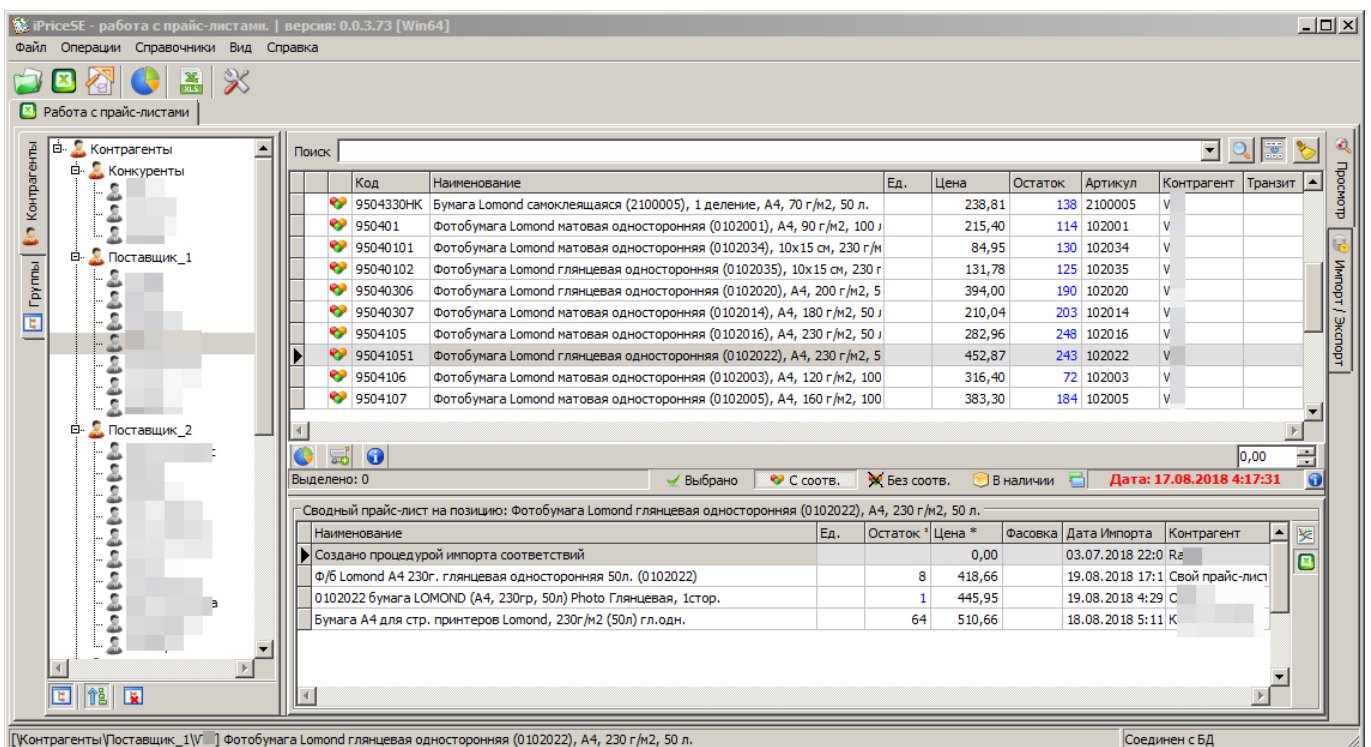 iPriceSE - работа с прайс-листами. | версия: 0.0.3.73 [Win64]
Файл Операции Справочники Вид Справка
XLS
Работа с прайс-листами
Контрагенты
Группы
Контрагенты
Конкуренты
Поставщик_1
Поставщик_2
Поиск
Код Наименование Ед. Цена Остаток Артикул Контрагент Транзит
9504330НК Бумага Lomond самоклеящаяся (2100005), 1 деление, А4, 70 г/м2, 50 л. 238,81 138 2100005 V
950401 Фотобумага Lomond матовая односторонняя (0102001), А4, 90 г/м2, 100 л 215,40 114 102001 V
95040101 Фотобумага Lomond матовая односторонняя (0102034), 10х15 см, 230 г/м 84,95 130 102034 V
95040102 Фотобумага Lomond глянцевая односторонняя (0102035), 10х15 см, 230 г 131,78 125 102035 V
95040306 Фотобумага Lomond глянцевая односторонняя (0102020), А4, 200 г/м2, 5 394,00 190 102020 V
95040307 Фотобумага Lomond матовая односторонняя (0102014), А4, 180 г/м2, 50 л 210,04 203 102014 V
9504105 Фотобумага Lomond матовая односторонняя (0102016), А4, 230 г/м2, 50 л 282,96 248 102016 V
95041051 Фотобумага Lomond глянцевая односторонняя (0102022), А4, 230 г/м2, 5 452,87 243 102022 V
9504106 Фотобумага Lomond матовая односторонняя (0102003), А4, 120 г/м2, 100 316,40 72 102003 V
9504107 Фотобумага Lomond матовая односторонняя (0102005), А4, 160 г/м2, 100 383,30 184 102005 V
Просмотр
Импорт / Экспорт
0,00
Выделено: 0 Выбрано С соотв. Без соотв. В наличии Дата: 17.08.2018 4:17:31
Сводный прайс-лист на позицию: Фотобумага Lomond глянцевая односторонняя (0102022), А4, 230 г/м2, 50 л.
Наименование Ед. Остаток * Цена * Фасовка Дата Импорта Контрагент
Создано процедурой импорта соответствий 0,00 03.07.2018 22:0 Ra
Ф/б Lomond А4 230г. глянцевая односторонняя 50л. (0102022) 8 418,66 19.08.2018 17:1 Свой прайс-лист
0102022 бумага LOMOND (А4, 230гр, 50л) Photo Глянцевая, 1стор. 1 445,95 19.08.2018 4:29 О
Бумага А4 для стр. принтеров Lomond, 230г/м2 (50л) гл.одн. 64 510,66 18.08.2018 5:11 К
[\Контрагенты\Поставщик_1\V ] Фотобумага Lomond глянцевая односторонняя (0102022), А4, 230 г/м2, 50 л. Соединен с БД